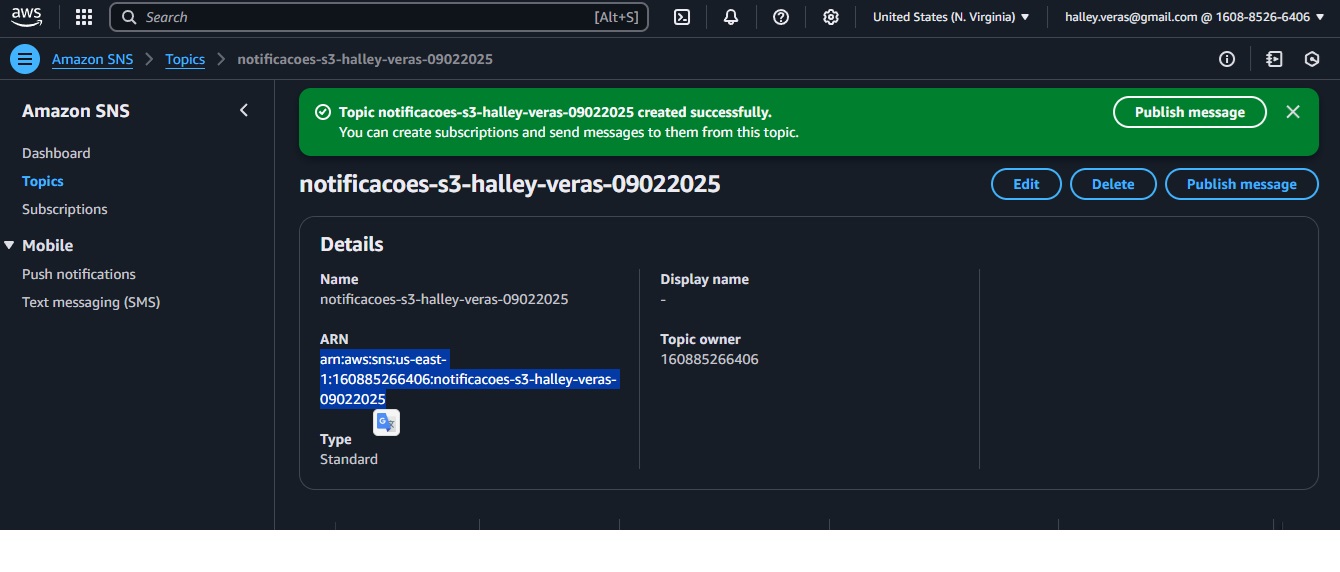 aws
Search
[Alt+S]
United States (N. Virginia)
halley.veras@gmail.com @ 1608-8526-6406
Amazon SNS
Topics
notificacoes-s3-halley-veras-09022025
Amazon SNS
Dashboard
Topics
Subscriptions
Mobile
Push notifications
Text messaging (SMS)
Topic notificacoes-s3-halley-veras-09022025 created successfully.
You can create subscriptions and send messages to them from this topic.
Publish message
notificacoes-s3-halley-veras-09022025
Edit
Delete
Publish message
Details
Name
notificacoes-s3-halley-veras-09022025
Display name
-
ARN
arn:aws:sns:us-east-
1:160885266406:notificacoes-s3-halley-veras-
09022025
Topic owner
160885266406
Type
Standard